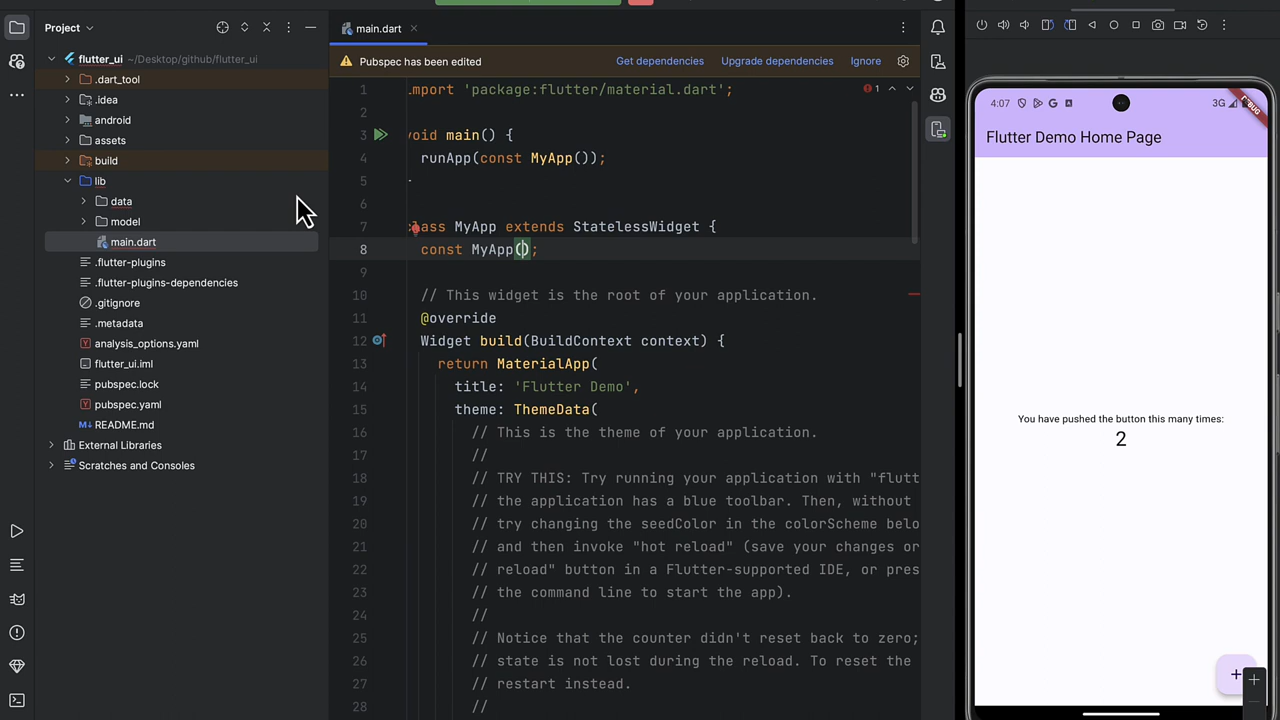 Project
flutter_ui ~/Desktop/github/flutter_ui
.dart_tool
.idea
android
assets
build
lib
data
model
main.dart
.flutter-plugins
.flutter-plugins-dependencies
.gitignore
.metadata
analysis_options.yaml
flutter_ui.iml
pubspec.lock
pubspec.yaml
README.md
External Libraries
Scratches and Consoles
main.dart
Pubspec has been edited Get dependencies Upgrade dependencies Ignore
1 import 'package:flutter/material.dart'; 1
2
3 void main() {
4 runApp(const MyApp());
5
6
7 class MyApp extends StatelessWidget {
8 const MyApp();
9
10 // This widget is the root of your application.
11 @override
12 Widget build(BuildContext context) {
13 return MaterialApp(
14 title: 'Flutter Demo',
15 theme: ThemeData(
16 // This is the theme of your application.
17 //
18 // TRY THIS: Try running your application with "flutt
19 // the application has a blue toolbar. Then, without
20 // try changing the seedColor in the colorScheme belo
21 // and then invoke "hot reload" (save your changes or
22 // reload" button in a Flutter-supported IDE, or pres
23 // the command line to start the app).
24 //
25 // Notice that the counter didn't reset back to zero;
26 // state is not lost during the reload. To reset the
27 // restart instead.
28 //
4:07 G A 3G
Flutter Demo Home Page
You have pushed the button this many times:
2